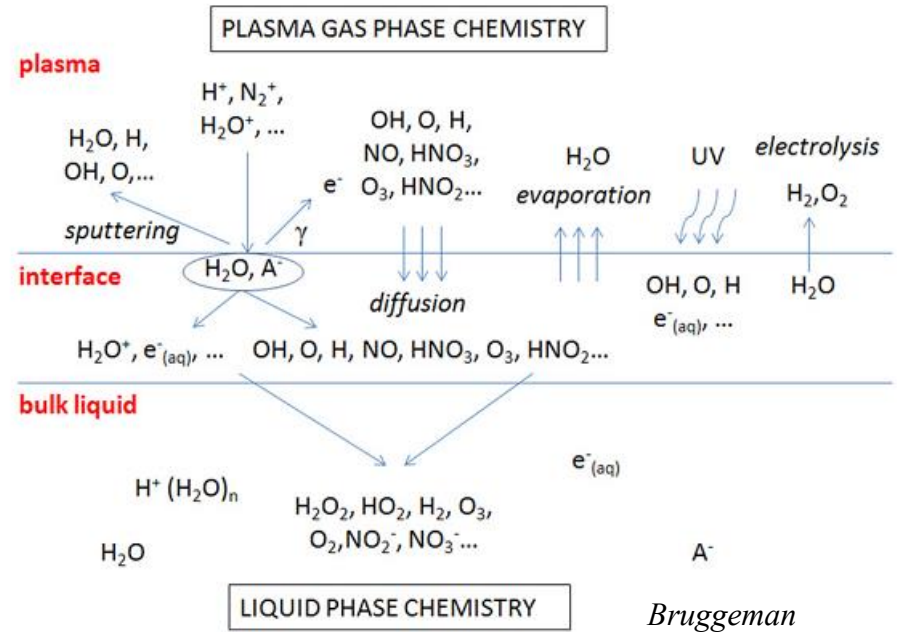 PLASMA GAS PHASE CHEMISTRY
plasma
H⁺, N₂⁺,
H₂O⁺, ...
H₂O, H,
OH, O,...
sputtering
e⁻
γ
OH, O, H,
NO, HNO₃,
O₃, HNO₂...
H₂O
evaporation
UV
electrolysis
H₂,O₂
interface
H₂O, A⁻
diffusion
OH, O, H
e⁻(aq), ...
H₂O
H₂O⁺, e⁻(aq), ...
OH, O, H, NO, HNO₃, O₃, HNO₂...
bulk liquid
e⁻(aq)
H⁺ (H₂O)ₙ
H₂O₂, HO₂, H₂, O₃,
O₂,NO₂⁻, NO₃⁻...
H₂O
A⁻
LIQUID PHASE CHEMISTRY
Bruggeman